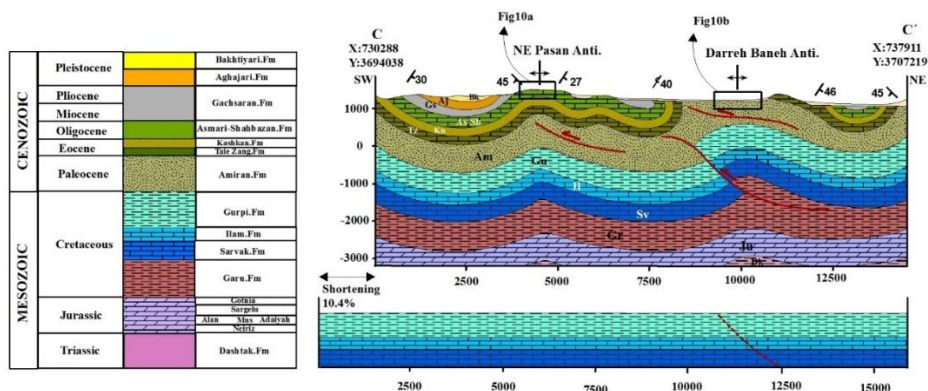 CENOZOIC
Pleistocene
Pliocene
Miocene
Oligocene
Eocene
Paleocene
MESOZOIC
Cretaceous
Jurassic
Triassic
Bakhtiyari.Fm
Aghajari.Fm
Gachsaran.Fm
Asmari-Shahbazan.Fm
Kashkan.Fm
Tale Zang.Fm
Amiran.Fm
Gurpi.Fm
Ilam.Fm
Sarvak.Fm
Garu.Fm
Gotnia
Sargelu
Alan Mus Adaiyah
Neiriz
Dashtak.Fm
Fig10a
Fig10b
C
X:730288
Y:3694038
SW
NE Pasan Anti.
Darreh Baneh Anti.
C´
X:737911
Y:3707219
NE
30
45
27
40
46
45
1000
0
-1000
-2000
-3000
Gs
Aj
Bk
As Sb
Kn
Tz
Am
Gu
Il
Sv
Gr
Ju
2500
5000
7500
10000
12500
Shortening
10.4%
2500
5000
7500
10000
12500
15000